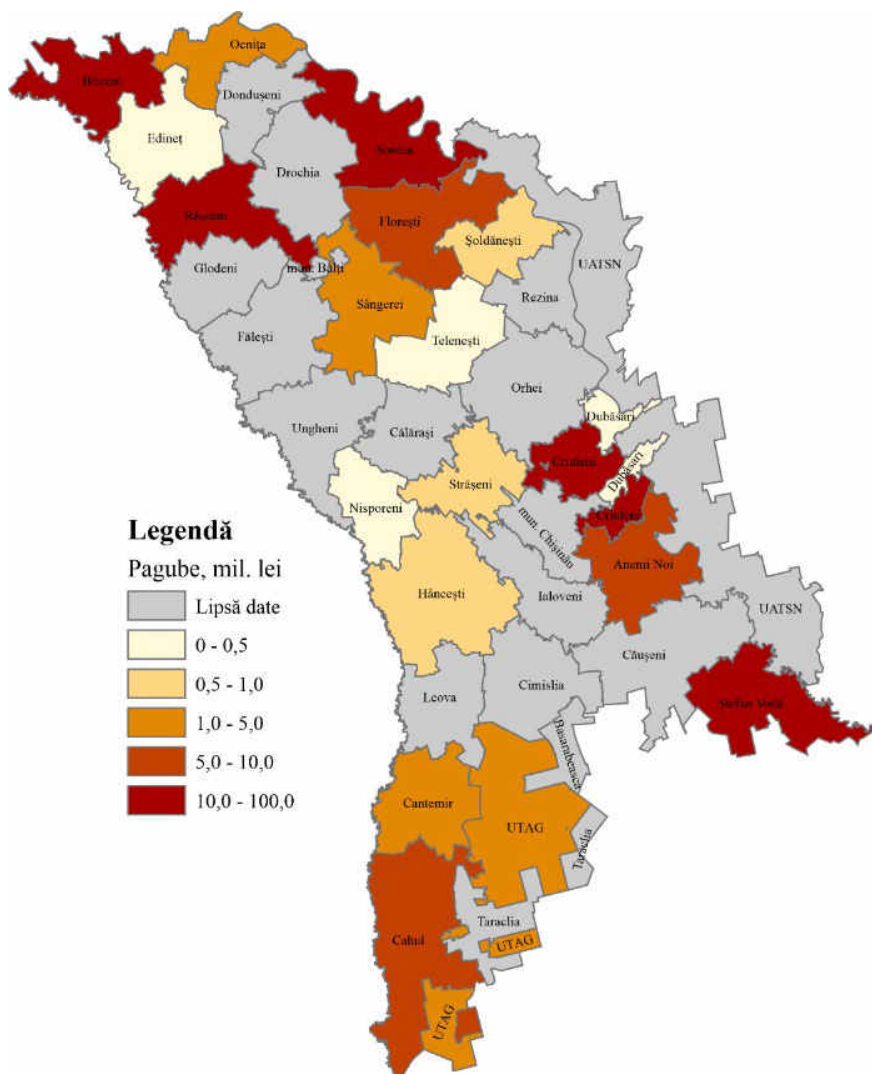 Ocnița
Briceni
Dondușeni
Edineț
Soroca
Drochia
Râșcani
Florești
Șoldănești
mun. Bălți
Glodeni
UATSN
Sângerei
Rezina
Fălești
Telenești
Orhei
Dubăsari
Ungheni
Călărași
Criuleni
Dubăsari
Strășeni
Nisporeni
Criuleni
mun. Chișinău
Anenii Noi
Hâncești
Ialoveni
UATSN
Căușeni
Leova
Cimislia
Ștefan Vodă
Basarabeasca
Cantemir
UTAG
Taraclia
Taraclia
Cahul
UTAG
UTAG
Legendă
Pagube, mil. lei
Lipsă date
0 - 0,5
0,5 - 1,0
1,0 - 5,0
5,0 - 10,0
10,0 - 100,0